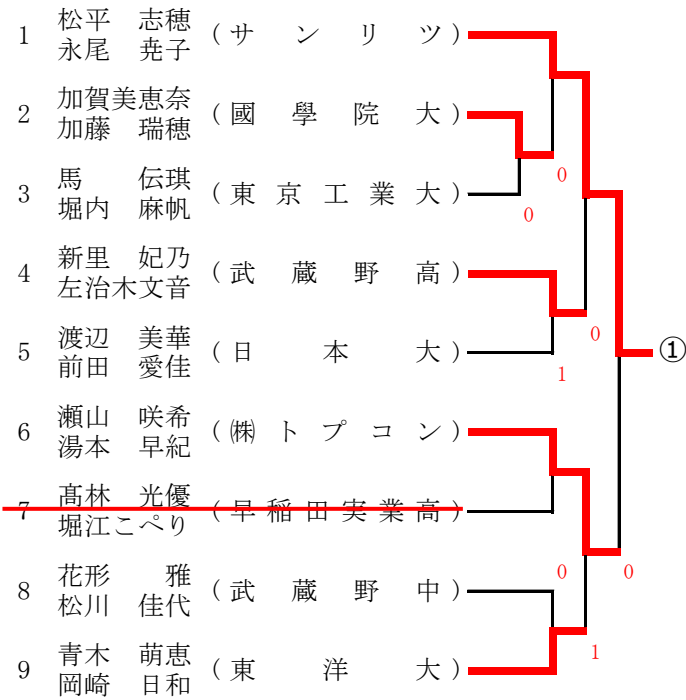 松平 志穂
1 (サンリツ)
永尾 尭子
加賀美恵奈
2 (國學院大)
加藤 瑞穂
0
馬 伝琪
3 (東京工業大)
堀内 麻帆
0
新里 妃乃
4 (武蔵野高)
左治木文音
0
渡辺 美華
5 (日本大)
①
前田 愛佳
1
瀬山 咲希
6 (㈱トプコン)
湯本 早紀
髙林 光優
7 (早稲田実業高)
堀江こぺり
花形 雅
0 0
8 (武蔵野中)
松川 佳代
青木 萌恵
1
9 (東洋大)
岡崎 日和